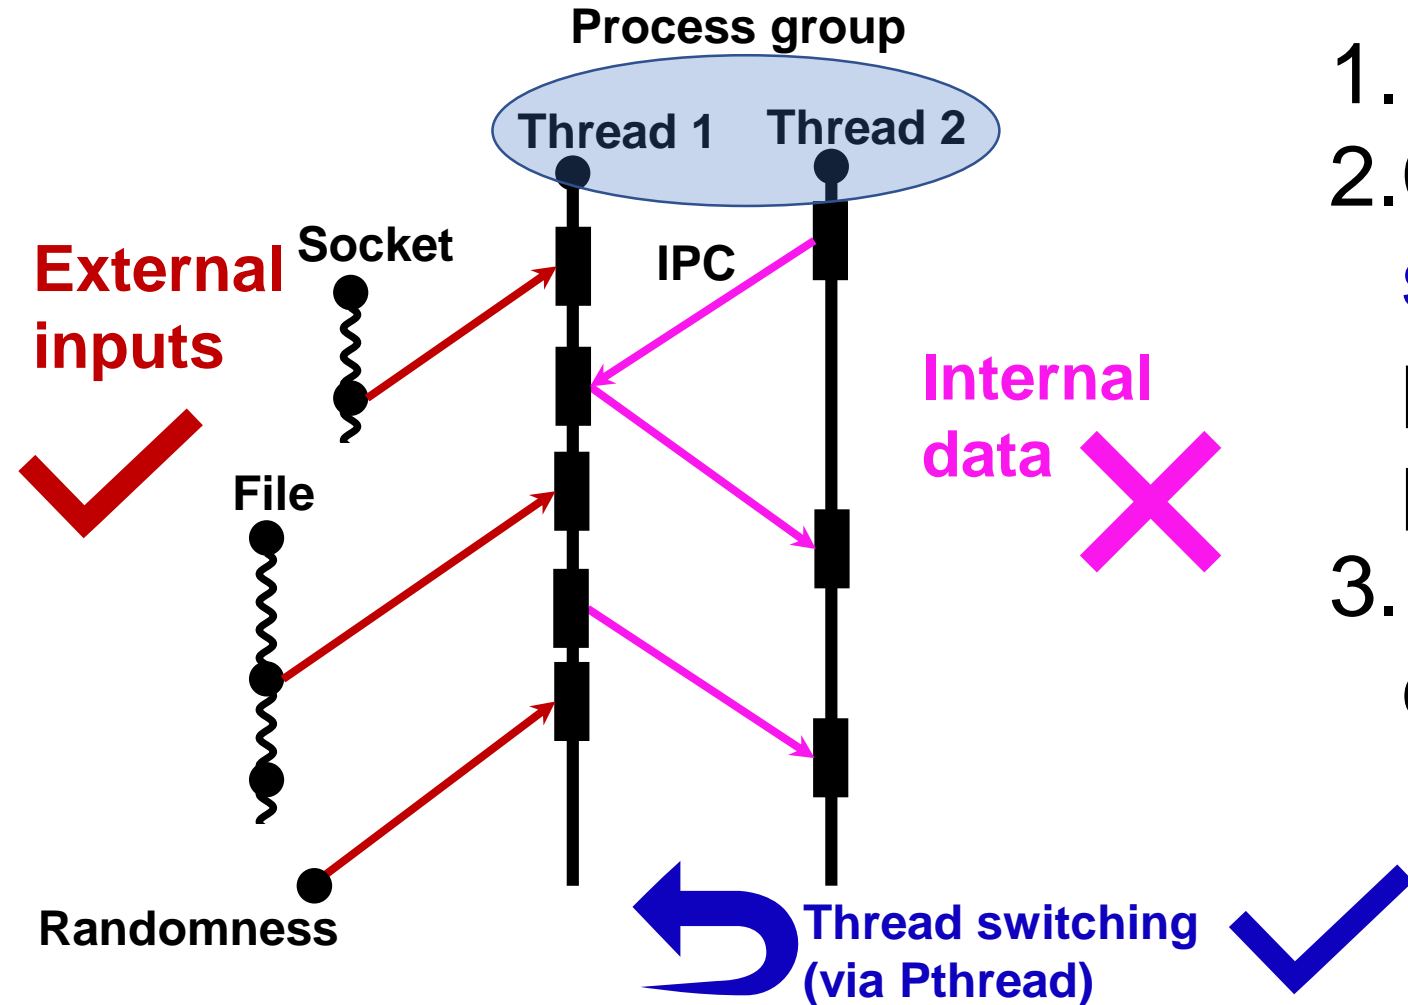 Process group
Thread 1
Thread 2
Socket
IPC
External
inputs
Internal
data
File
Randomness
Thread switching
(via Pthread)
1.
2.
3.